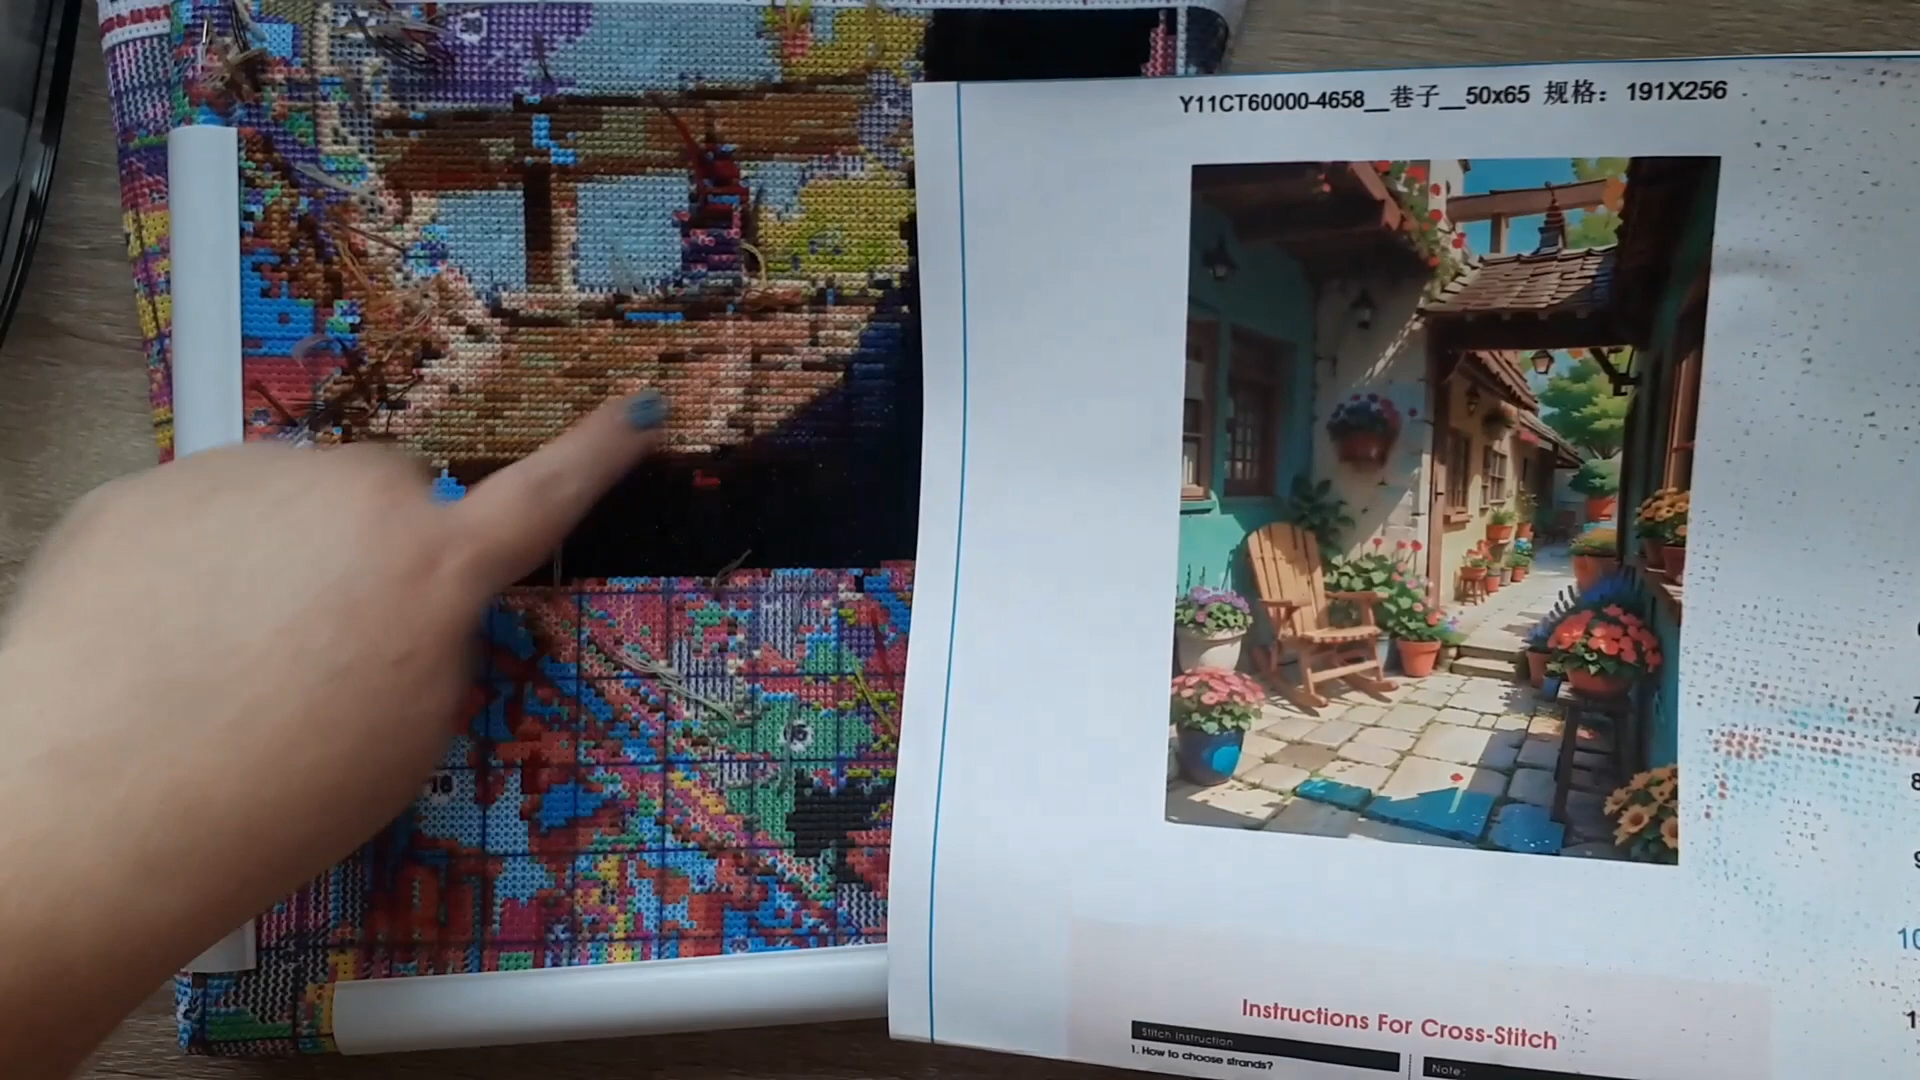 Y11CT60000-4658__巷子__50x65 规格：191X256
Instructions For Cross-Stitch
Stitch Instruction
1. How to choose strands?
Note: